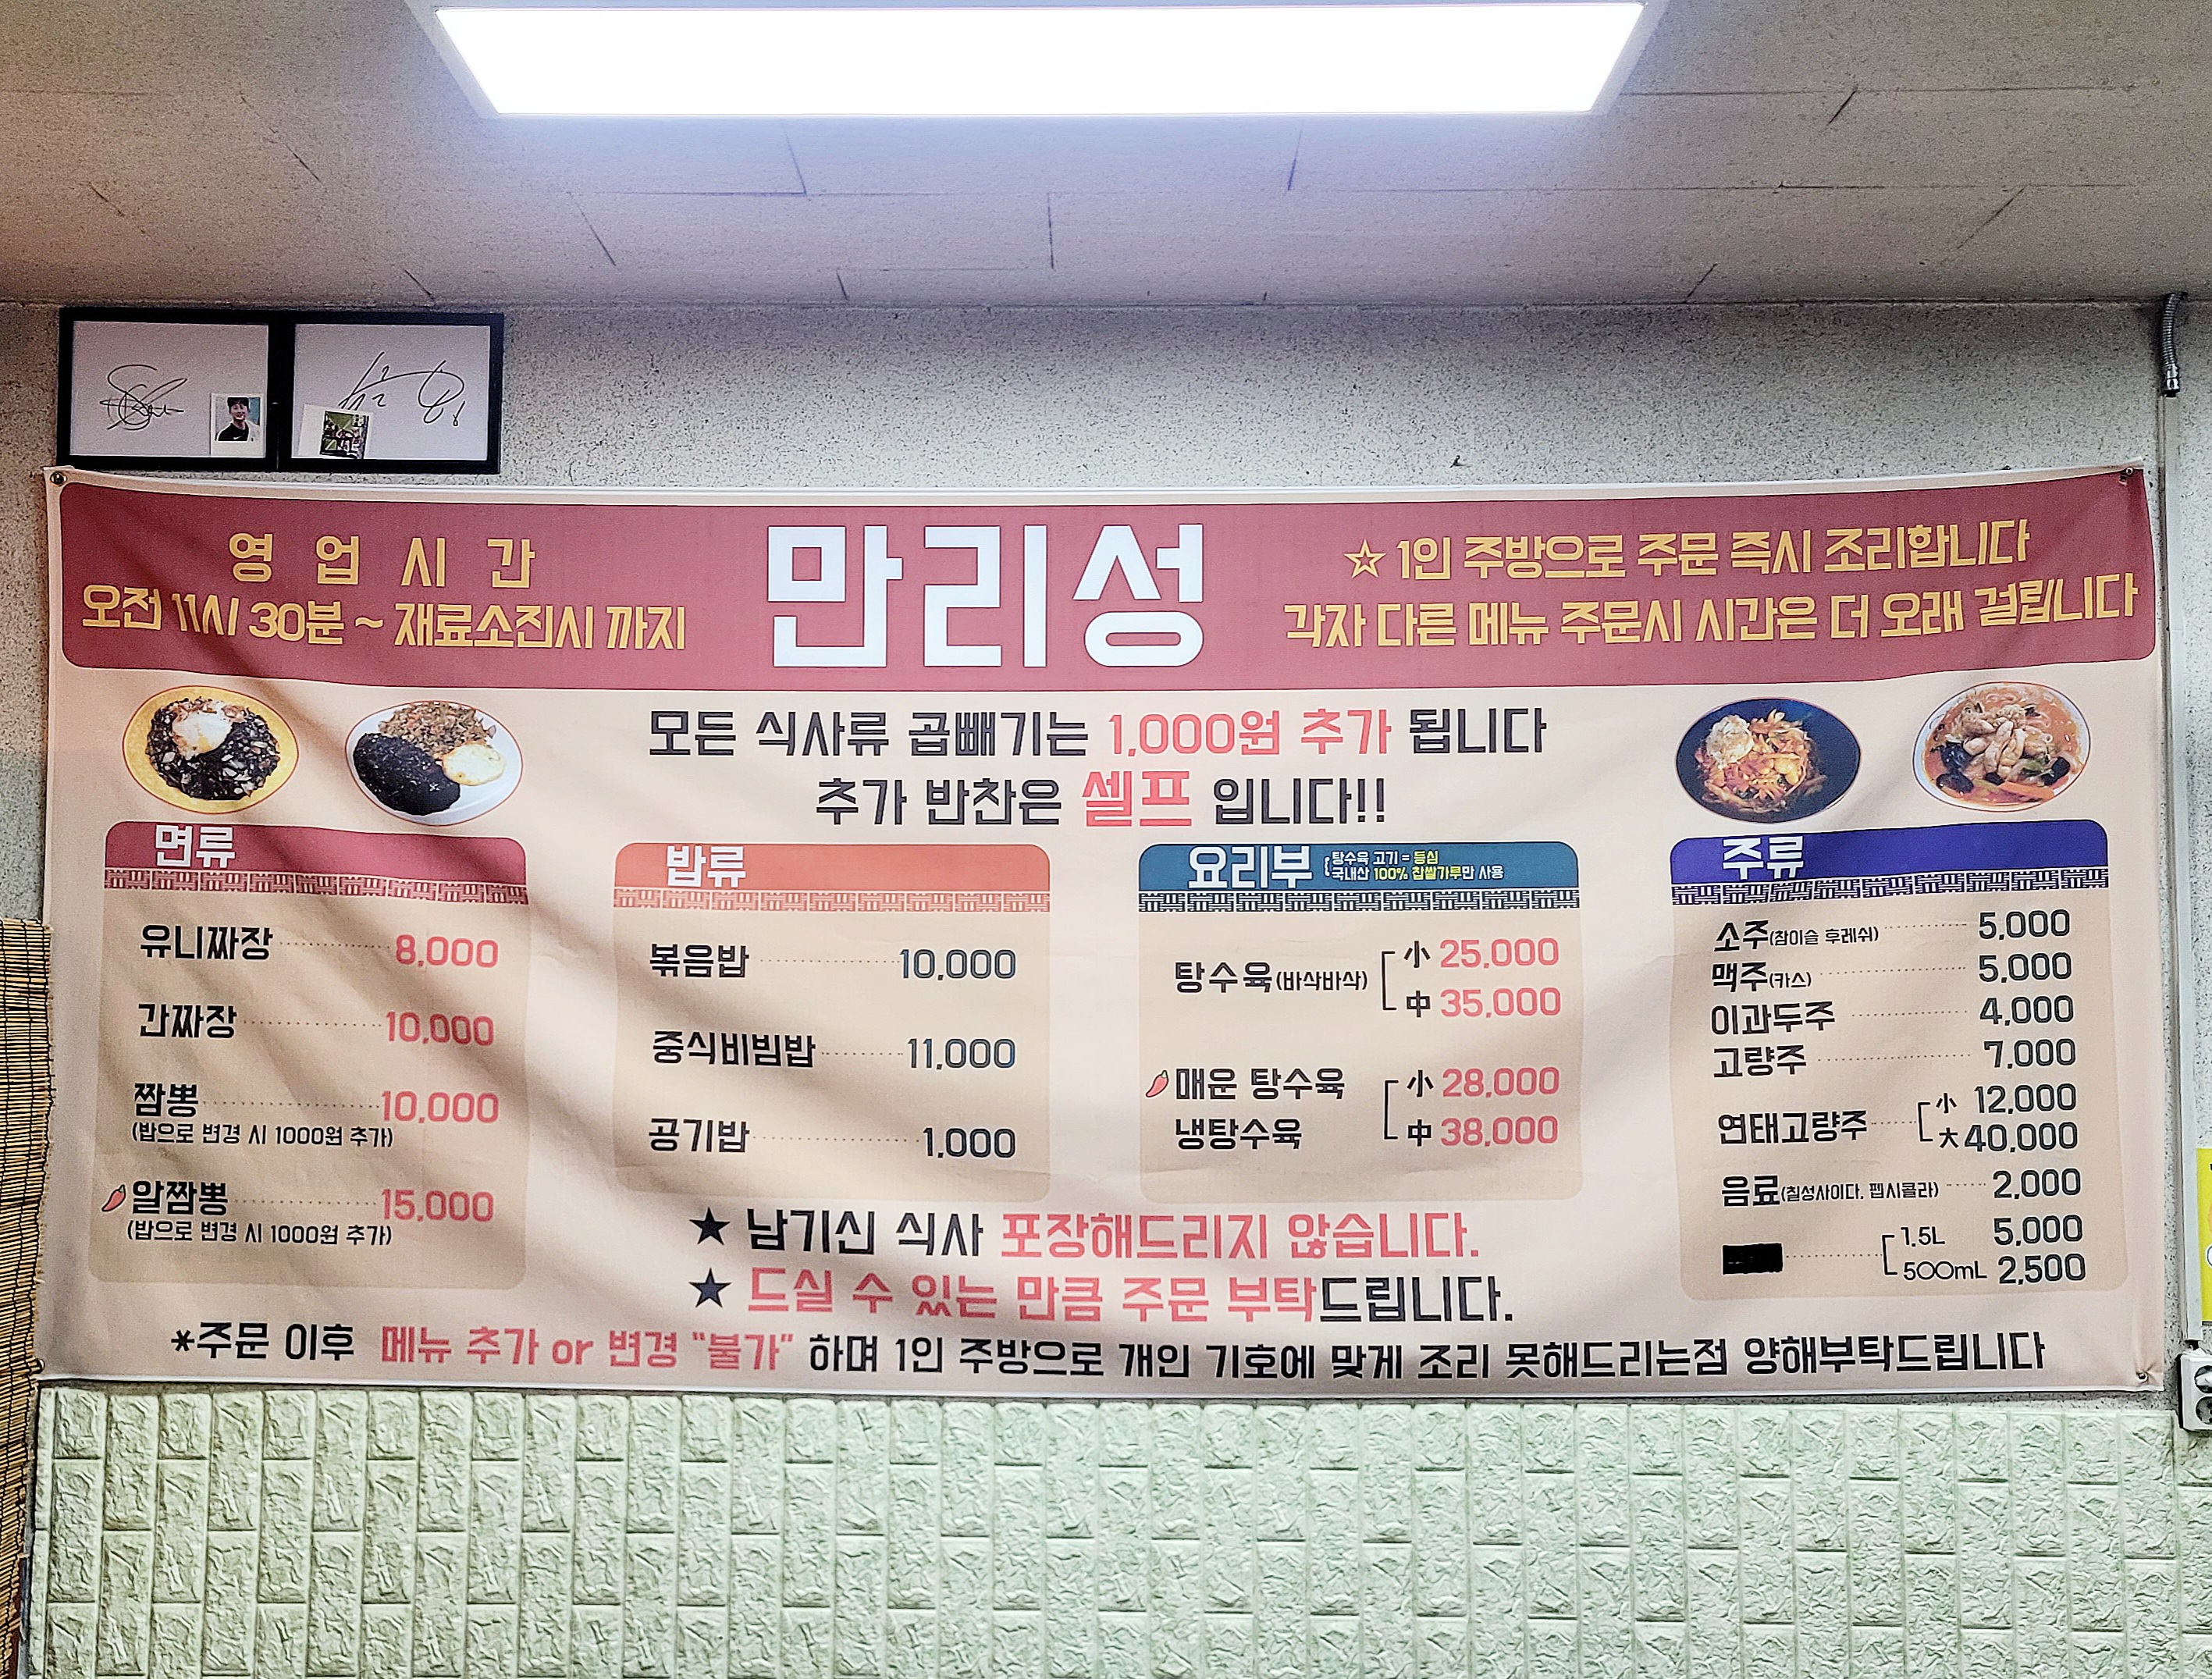 영 업 시 간
오전 11시 30분 ~ 재료소진시 까지
만리성
☆ 1인 주방으로 주문 즉시 조리합니다
각자 다른 메뉴 주문시 시간은 더 오래 걸립니다
모든 식사류 곱빼기는 1,000원 추가 됩니다
추가 반찬은 셀프 입니다!!
면류
유니짜장 8,000
간짜장 10,000
짬뽕 10,000
(밥으로 변경 시 1000원 추가)
알짬뽕 15,000
(밥으로 변경 시 1000원 추가)
밥류
볶음밥 10,000
중식비빔밥 11,000
공기밥 1,000
요리부
탕수육 고기 = 등심
국내산 100% 찹쌀가루만 사용
탕수육(바삭바삭)
小 25,000
中 35,000
매운 탕수육
냉탕수육
小 28,000
中 38,000
주류
소주(참이슬 후레쉬) 5,000
맥주(카스) 5,000
이과두주 4,000
고량주 7,000
연태고량주
小 12,000
大 40,000
음료(칠성사이다, 펩시콜라) 2,000
1.5L 5,000
500mL 2,500
★ 남기신 식사 포장해드리지 않습니다.
★ 드실 수 있는 만큼 주문 부탁드립니다.
*주문 이후 메뉴 추가 or 변경 "불가" 하며 1인 주방으로 개인 기호에 맞게 조리 못해드리는점 양해부탁드립니다